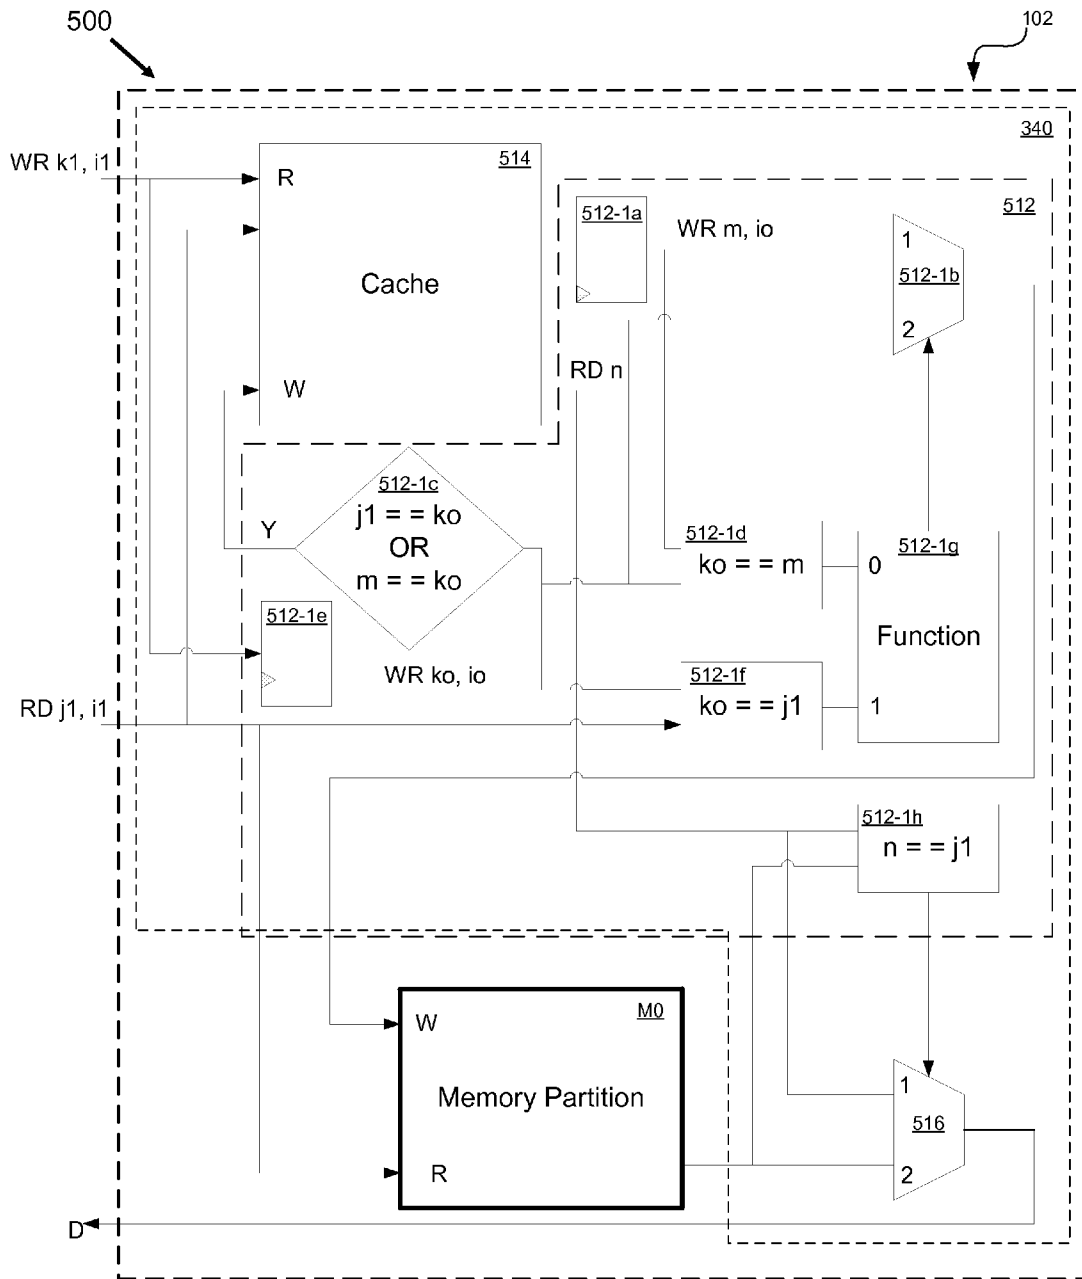 500
102
340
WR k1, i1
514
R
512-1a
WR m, io
512
1
512-1b
2
Cache
RD n
W
512-1c
j1 = = ko
OR
m = = ko
Y
512-1d
ko = = m
512-1g
0
Function
512-1e
WR ko, io
512-1f
ko = = j1
1
RD j1, i1
512-1h
n = = j1
M0
W
Memory Partition
R
1
516
2
D